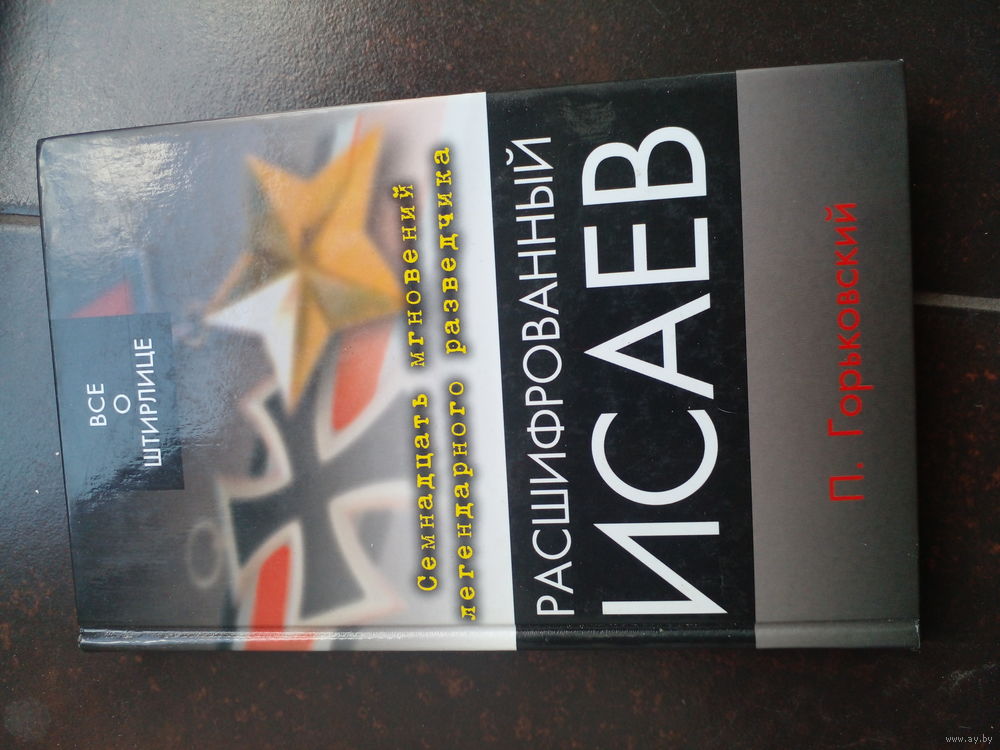 ВСЕ
О
ШТИРЛИЦЕ
Семнадцать мгновений
легендарного разведчика
РАСШИФРОВАННЫЙ
ИСАЕВ
П. Горьковский
www.ay.by